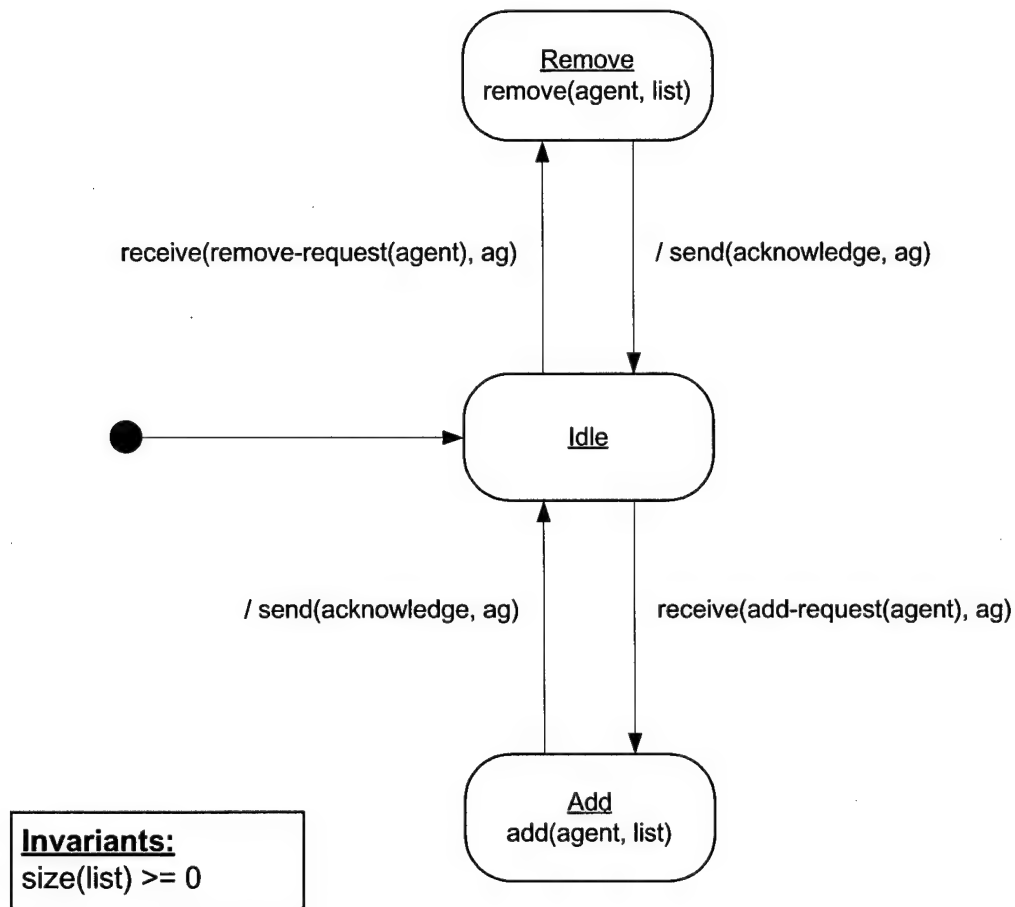 Remove
remove(agent, list)
receive(remove-request(agent), ag)
/ send(acknowledge, ag)
Idle
/ send(acknowledge, ag)
receive(add-request(agent), ag)
Add
add(agent, list)
Invariants:
size(list) >= 0